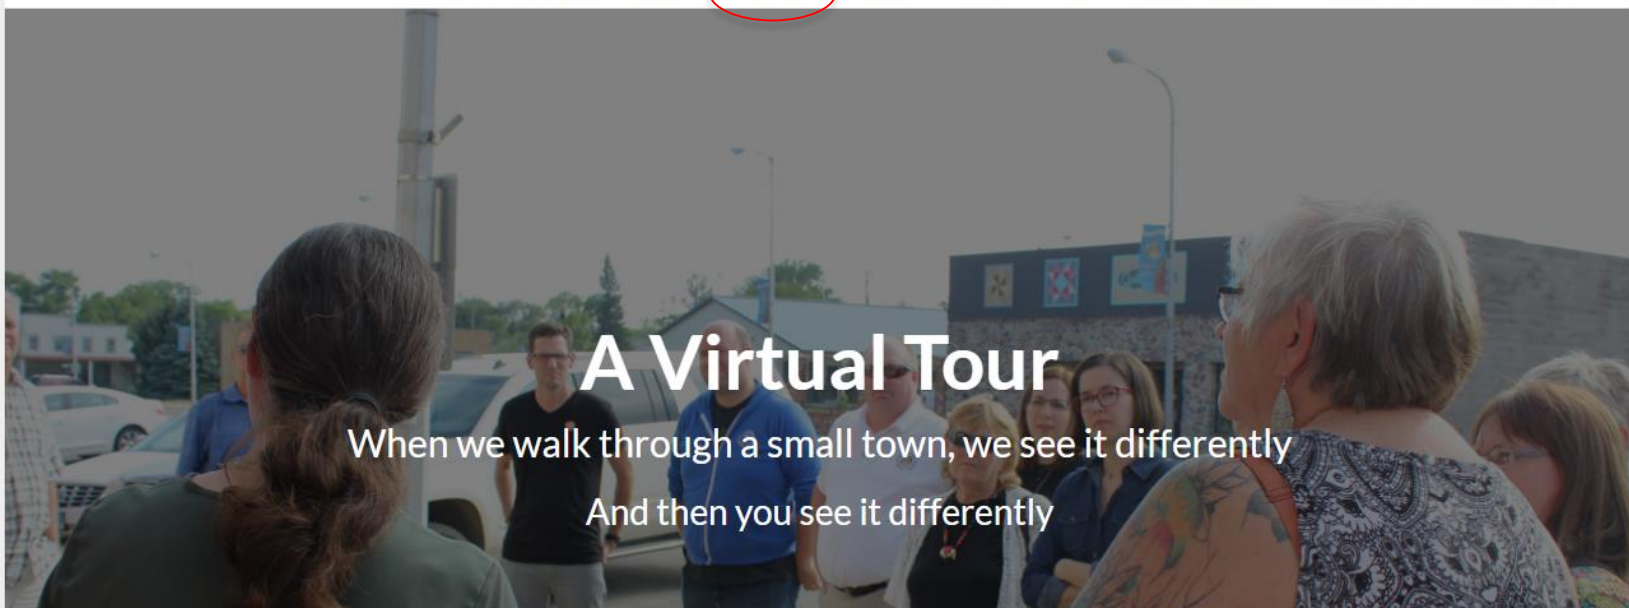 A Virtual Tour
When we walk through a small town, we see it differently
And then you see it differently